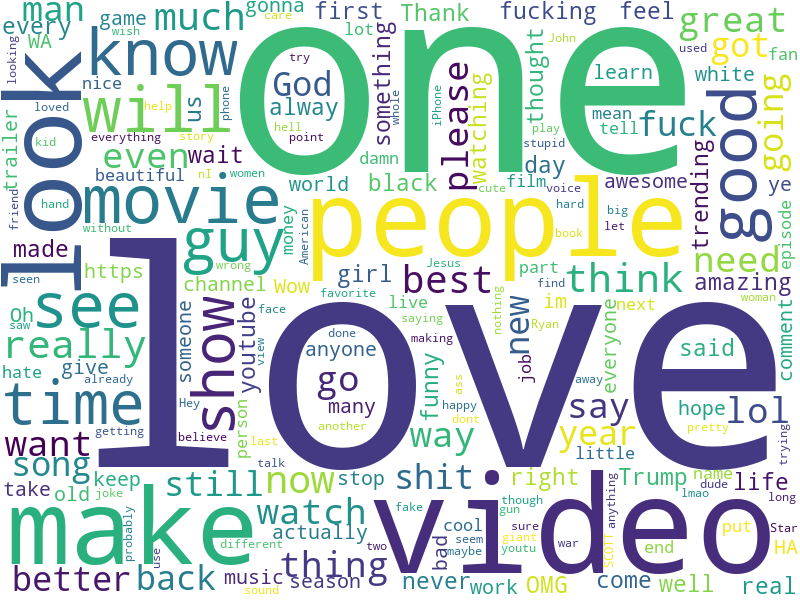 man
every
WA
looking
game
nice
much
gonna
care
wish
try
lot
first
Thank
fucking
feel
John
used
great
got
fan
look
loved
know
us
will
help
phone
God
alway
something
whole
one
iPhone
please
watching
thought
learn
mean
tell
play
stupid
white
fuck
going
trailer
kid
everything
story
hell
point
even
wait
damn
day
trending
good
beautiful
nI
women
world
black
cute
film
voice
awesome
ye
friend
hand
without
movie
money
American
people
hard
book
big
let
episode
made
seen
https
guy
wrong
channel
girl
Jesus
best
part
find
think
need
amazing
woman
Oh
saw
see
someone
Wow
face
favorite
live
saying
nothing
new
im
Ryan
next
everyone
comment
really
hate
give
already
show
youtube
view
love
done
anyone
making
funny
job
said
time
Hey
go
many
ass
happy
away
say
hope
lol
want
getting
believe
person
last
another
way
dont
year
little
pretty
trying
song
talk
take
old
keep
joke
still
now
stop
shit
right
Trump
name
dude
life
long
make
probably
watch
actually
fake
video
though
gun
youtu
sure
anything
lmao
put
Star
different
two
bad
cool
seem
maybe
giant
war
SCOTT
end
HA
better
back
use
music
sound
thing
season
never
work
OMG
come
well
real